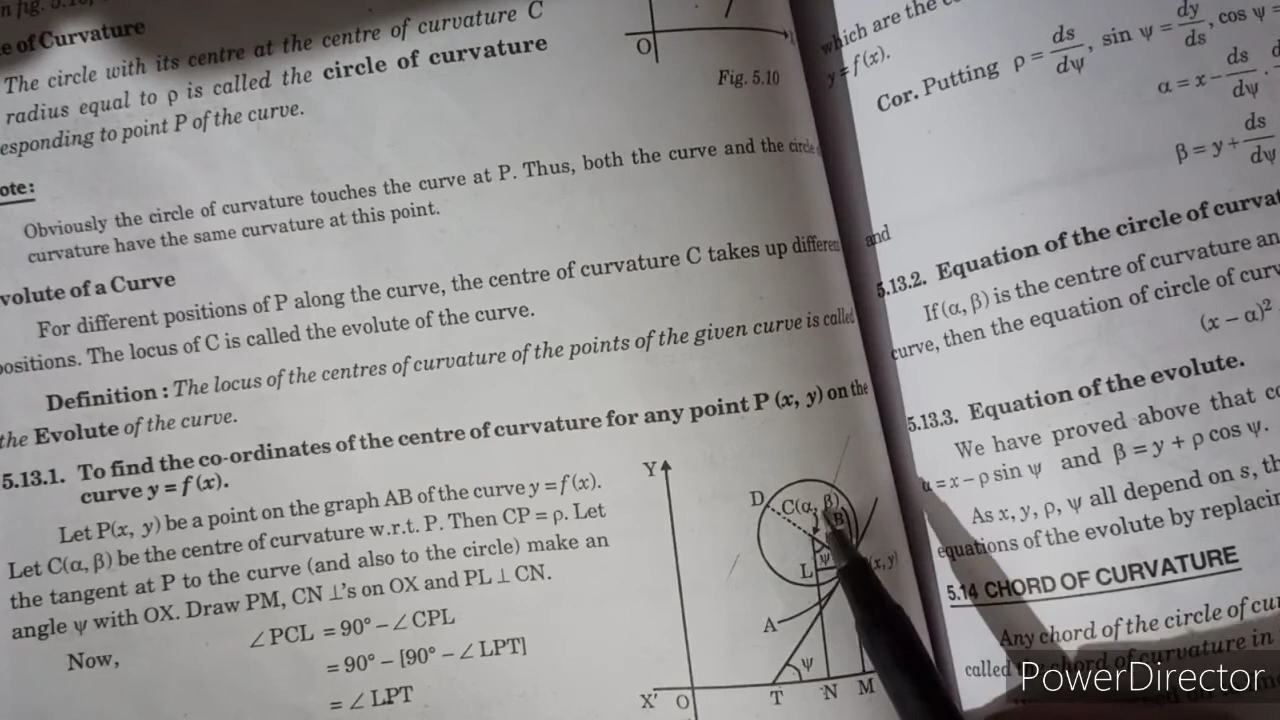 n fig. 5.10,
e of Curvature
The circle with its centre at the centre of curvature C
radius equal to ρ is called the circle of curvature
esponding to point P of the curve.
O
Fig. 5.10
ote:
Obviously the circle of curvature touches the curve at P. Thus, both the curve and the circle
curvature have the same curvature at this point.
volute of a Curve
For different positions of P along the curve, the centre of curvature C takes up differen
positions. The locus of C is called the evolute of the curve.
Definition : The locus of the centres of curvature of the points of the given curve is called
the Evolute of the curve.
5.13.1. To find the co-ordinates of the centre of curvature for any point P (x, y) on the
curve y = f (x).
Let P(x, y) be a point on the graph AB of the curve y = f (x).
Let C(α, β) be the centre of curvature w.r.t. P. Then CP = ρ. Let
the tangent at P to the curve (and also to the circle) make an
angle ψ with OX. Draw PM, CN ⊥'s on OX and PL ⊥ CN.
Now, ∠PCL = 90° – ∠CPL
= 90° – [90° – ∠LPT]
= ∠LPT
Y
D
C(α, β)
B
ψ
L
(x, y)
A
ψ
X' O T N M
which are the
y = f (x).
Cor. Putting ρ = ds/dψ, sin ψ = dy/ds, cos ψ =
α = x – ds/dψ .
β = y + ds/dψ
and
5.13.2. Equation of the circle of curvat
If (α, β) is the centre of curvature an
curve, then the equation of circle of curv
(x – α)²
5.13.3. Equation of the evolute.
We have proved above that co
α = x – ρ sin ψ and β = y + ρ cos ψ.
As x, y, ρ, ψ all depend on s, th
equations of the evolute by replacin
5.14 CHORD OF CURVATURE
Any chord of the circle of cu
called chord of curvature in
PowerDirector